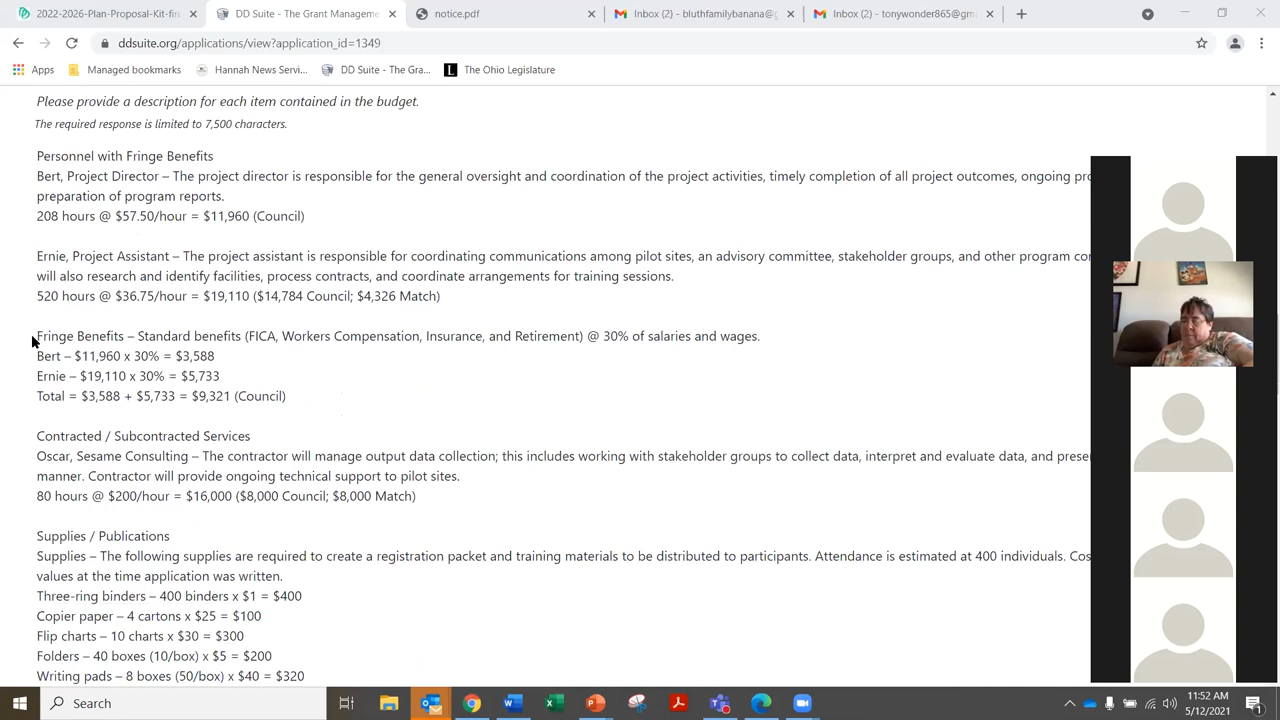 2022-2026-Plan-Proposal-Kit-fin
DD Suite - The Grant Manageme
notice.pdf
Inbox (2) - bluthfamilybanana@g
Inbox (2) - tonywonder865@gm
ddsuite.org/applications/view?application_id=1349
Apps
Managed bookmarks
Hannah News Servi...
DD Suite - The Gra...
The Ohio Legislature
Please provide a description for each item contained in the budget.
The required response is limited to 7,500 characters.
Personnel with Fringe Benefits
Bert, Project Director – The project director is responsible for the general oversight and coordination of the project activities, timely completion of all project outcomes, ongoing pro
preparation of program reports.
208 hours @ $57.50/hour = $11,960 (Council)
Ernie, Project Assistant – The project assistant is responsible for coordinating communications among pilot sites, an advisory committee, stakeholder groups, and other program co
will also research and identify facilities, process contracts, and coordinate arrangements for training sessions.
520 hours @ $36.75/hour = $19,110 ($14,784 Council; $4,326 Match)
Fringe Benefits – Standard benefits (FICA, Workers Compensation, Insurance, and Retirement) @ 30% of salaries and wages.
Bert – $11,960 x 30% = $3,588
Ernie – $19,110 x 30% = $5,733
Total = $3,588 + $5,733 = $9,321 (Council)
Contracted / Subcontracted Services
Oscar, Sesame Consulting – The contractor will manage output data collection; this includes working with stakeholder groups to collect data, interpret and evaluate data, and prese
manner. Contractor will provide ongoing technical support to pilot sites.
80 hours @ $200/hour = $16,000 ($8,000 Council; $8,000 Match)
Supplies / Publications
Supplies – The following supplies are required to create a registration packet and training materials to be distributed to participants. Attendance is estimated at 400 individuals. Cos
values at the time application was written.
Three-ring binders – 400 binders x $1 = $400
Copier paper – 4 cartons x $25 = $100
Flip charts – 10 charts x $30 = $300
Folders – 40 boxes (10/box) x $5 = $200
Writing pads – 8 boxes (50/box) x $40 = $320
Search
11:52 AM
5/12/2021